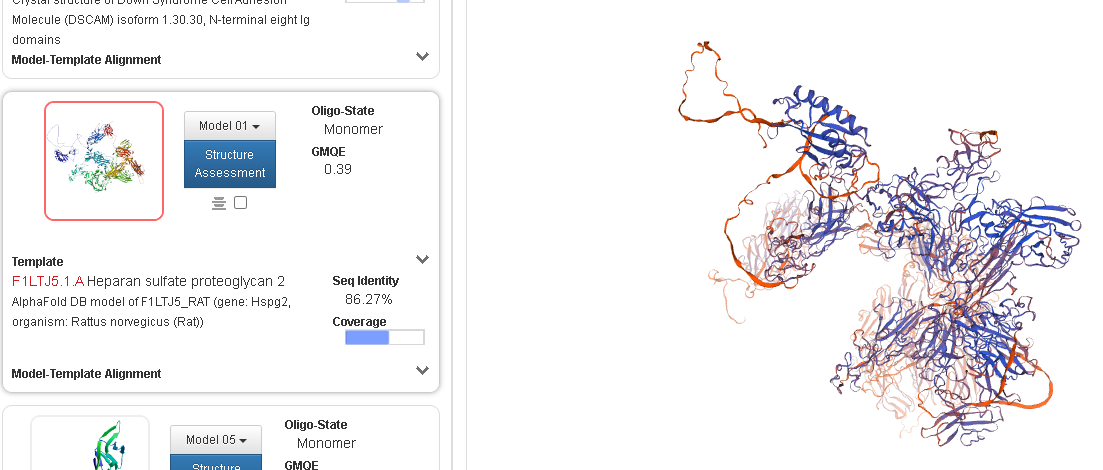 Crystal structure of Down Syndrome Cell Adhesion
Molecule (DSCAM) isoform 1.30.30, N-terminal eight Ig
domains
Model-Template Alignment
Model 01
Structure
Assessment
Oligo-State
Monomer
GMQE
0.39
Template
F1LTJ5.1.A Heparan sulfate proteoglycan 2
AlphaFold DB model of F1LTJ5_RAT (gene: Hspg2,
organism: Rattus norvegicus (Rat))
Seq Identity
86.27%
Coverage
Model-Template Alignment
Model 05
Structure
Oligo-State
Monomer
GMQE